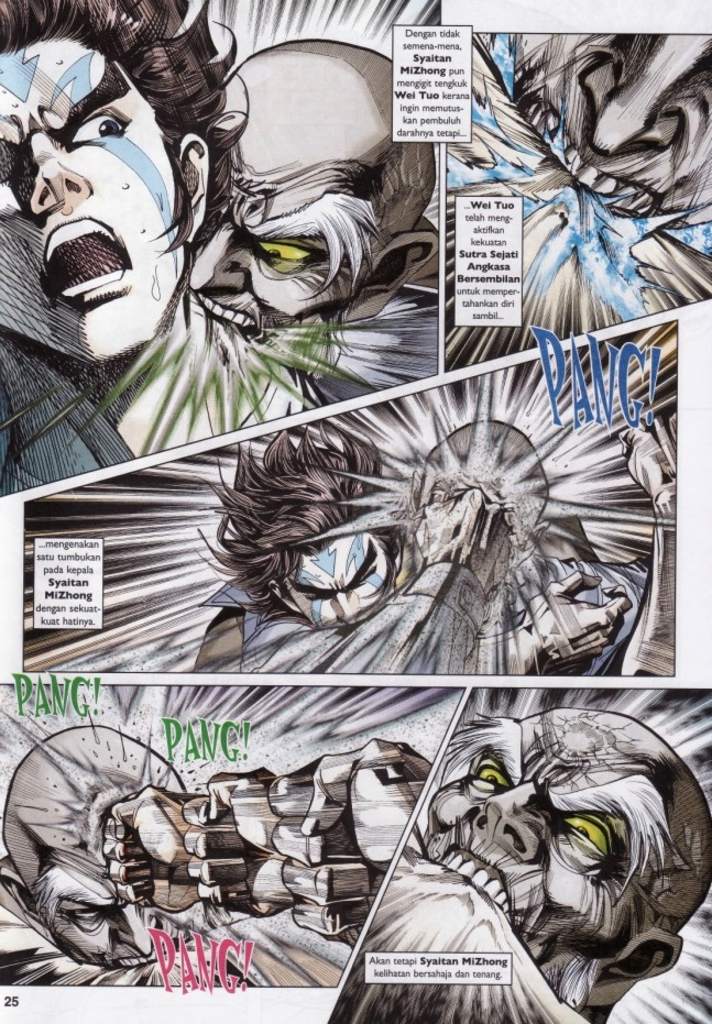 Dengan tidak
semena-mena,
Syaitan
MiZhong pun
mengigit tengkuk
Wei Tuo kerana
ingin memutus-
kan pembuluh
darahnya tetapi...
...Wei Tuo
telah meng-
aktifkan
kekuatan
Sutra Sejati
Angkasa
Bersembilan
untuk memper-
tahankan diri
sambil...
PANG!
...mengenakan
satu tumbukan
pada kepala
Syaitan
MiZhong
dengan sekuat-
kuat hatinya.
PANG!
PANG!
PANG!
Akan tetapi Syaitan MiZhong
kelihatan bersahaja dan tenang.
25